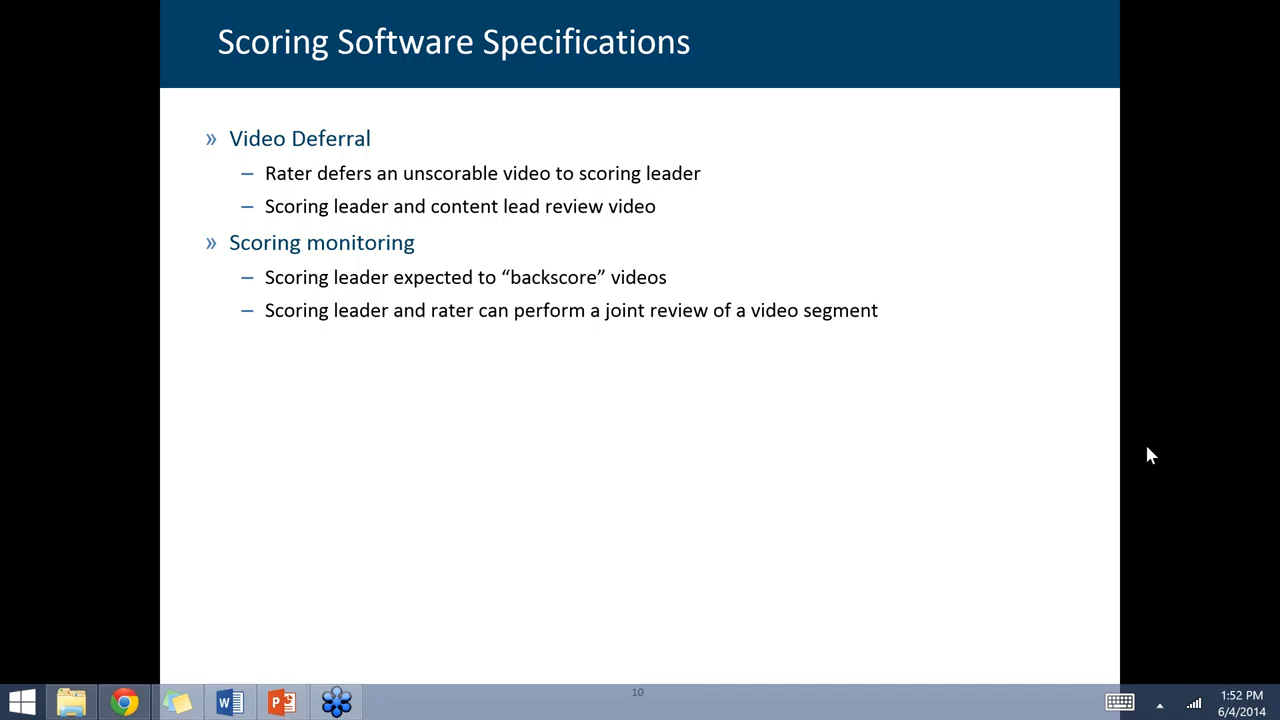 Scoring Software Specifications
» Video Deferral
– Rater defers an unscorable video to scoring leader
– Scoring leader and content lead review video
» Scoring monitoring
– Scoring leader expected to “backscore” videos
– Scoring leader and rater can perform a joint review of a video segment
10
1:52 PM
6/4/2014